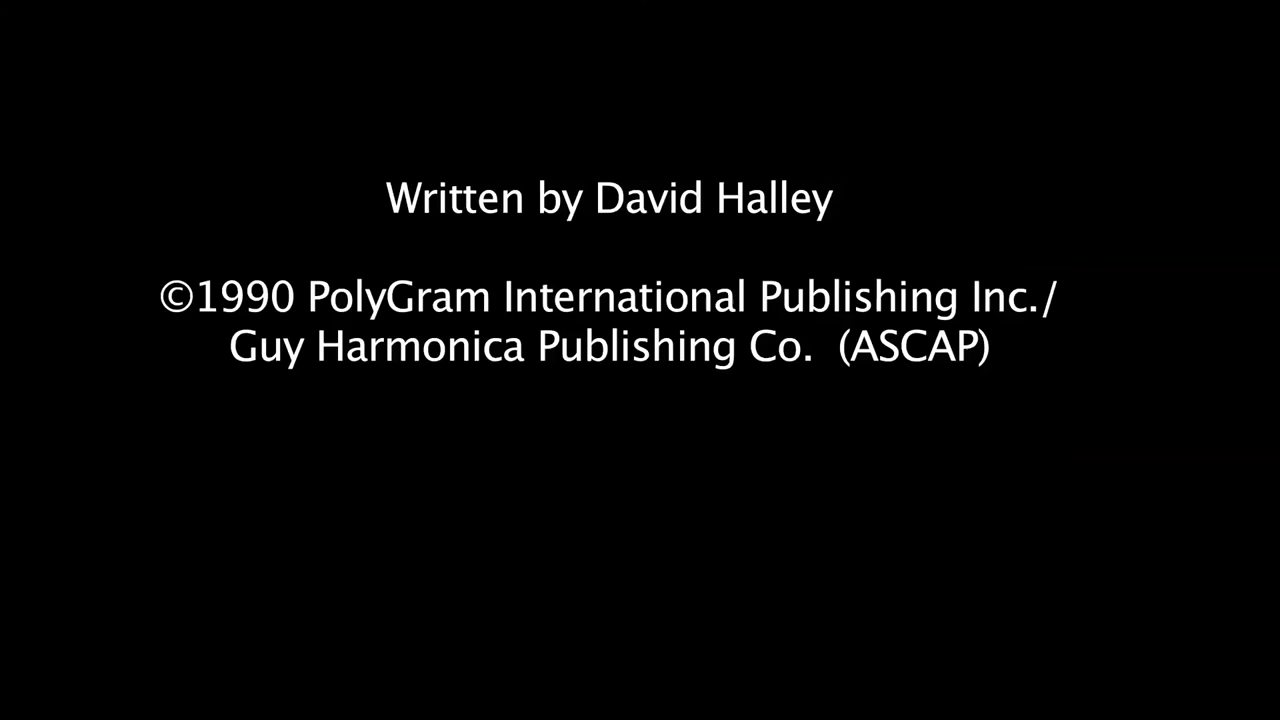 Written by David Halley
©1990 PolyGram International Publishing Inc./
Guy Harmonica Publishing Co.  (ASCAP)